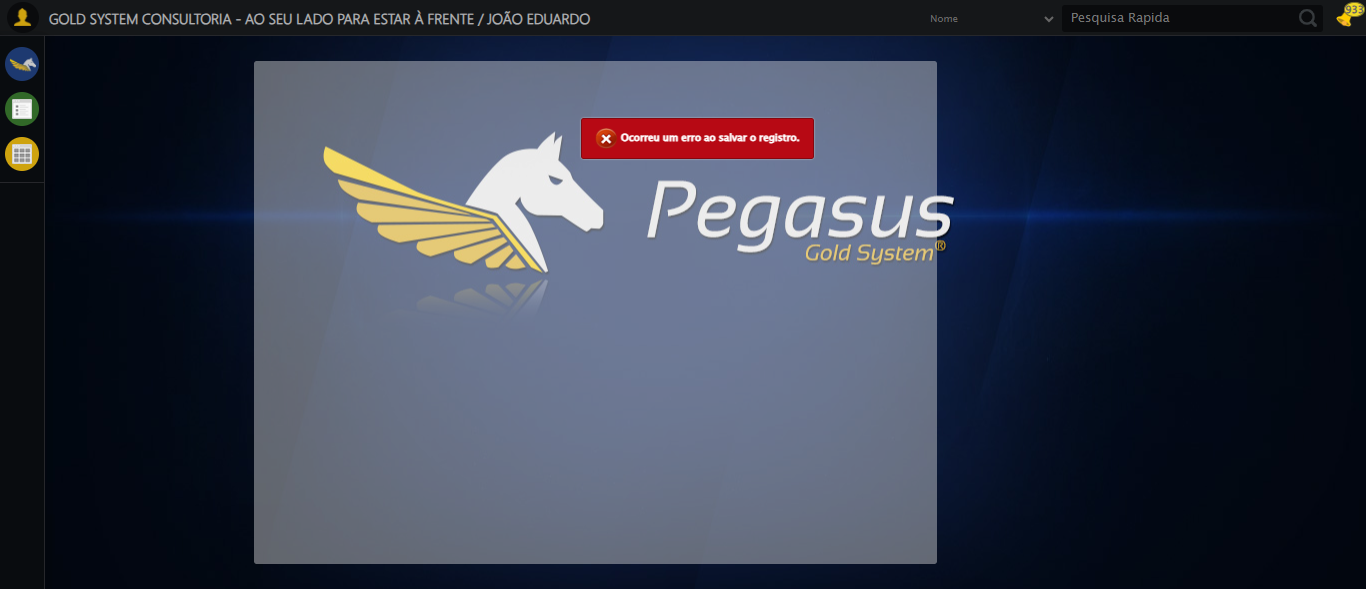 GOLD SYSTEM CONSULTORIA - AO SEU LADO PARA ESTAR À FRENTE / JOÃO EDUARDO
Nome
Pesquisa Rapida
933
Ocorreu um erro ao salvar o registro.
Pegasus
Gold System®